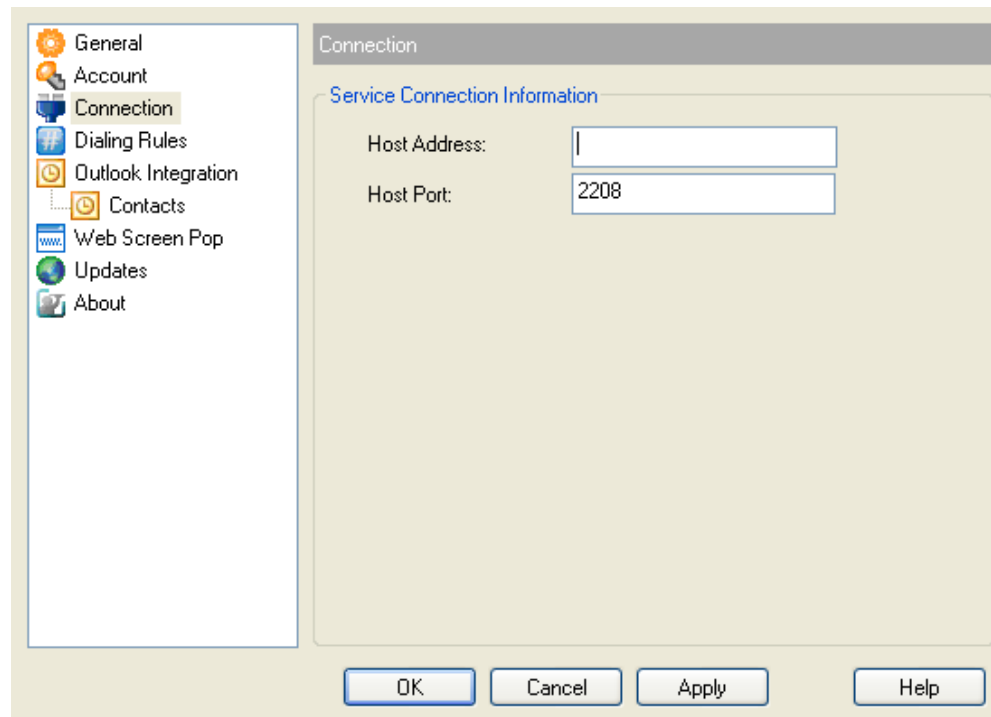 General
Account
Connection
Dialing Rules
Outlook Integration
Contacts
Web Screen Pop
Updates
About
Connection
Service Connection Information
Host Address:
Host Port: 2208
OK Cancel Apply Help